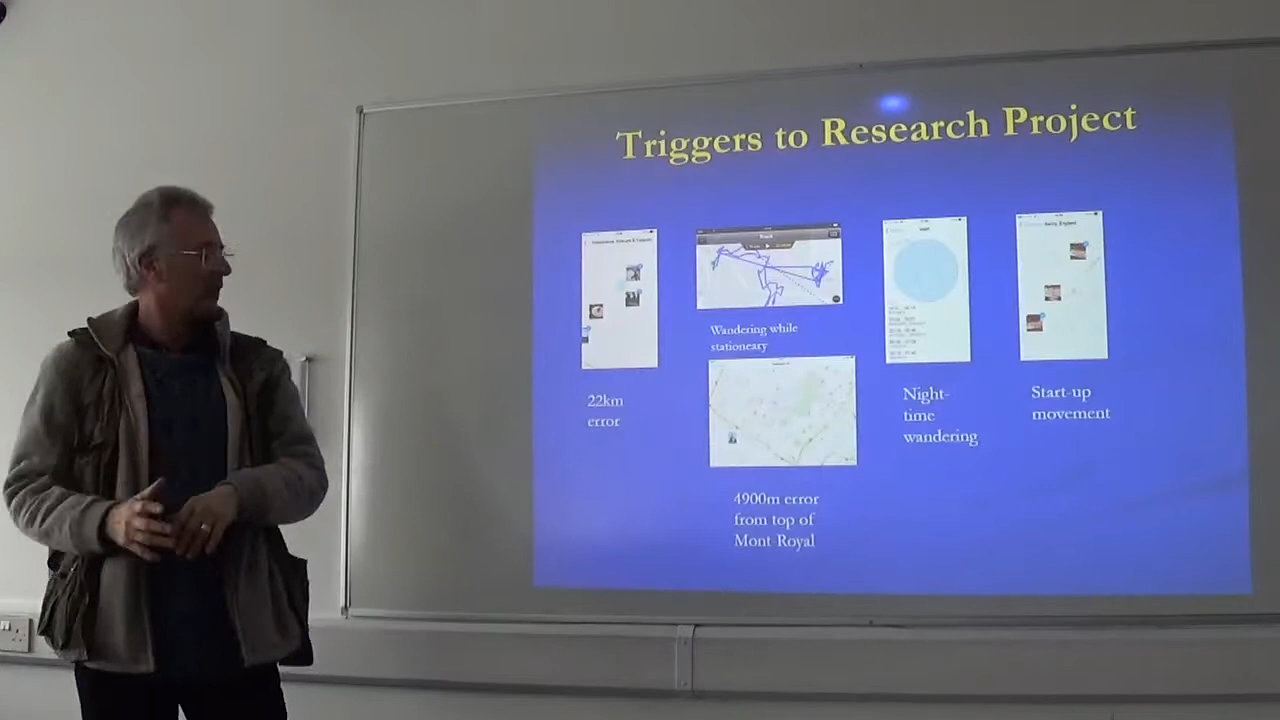 Triggers to Research Project
22km
error
Wandering while
stationeary
4900m error
from top of
Mont-Royal
Night-
time
wandering
Start-up
movement